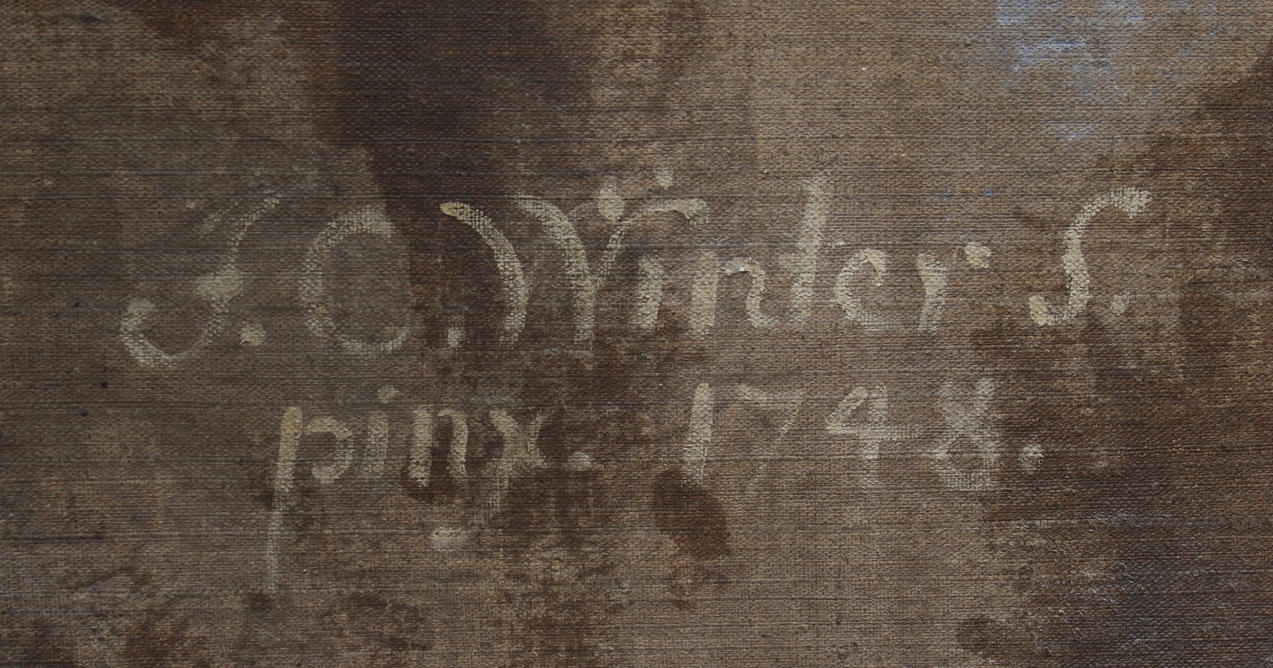 J. C. Winter S.
pinx. 1748.